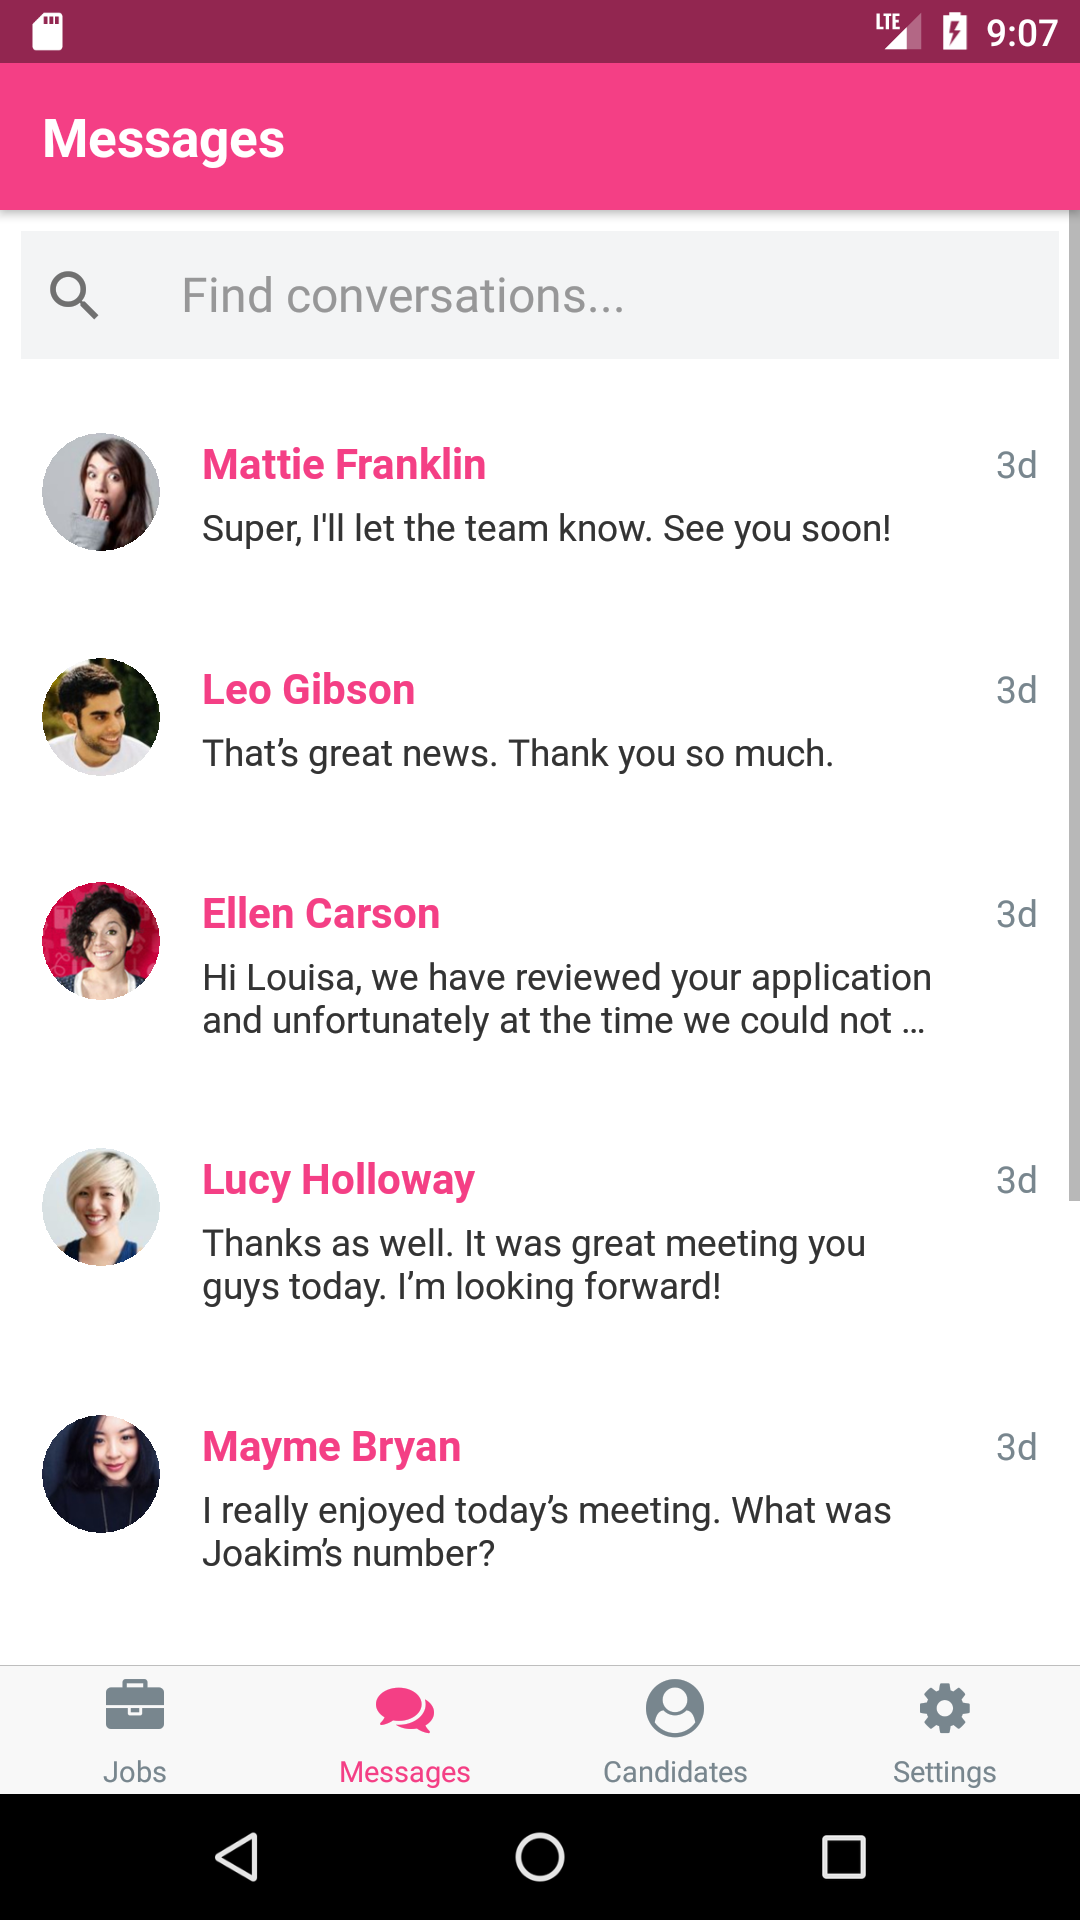 LTE 9:07
Messages
Find conversations...
Mattie Franklin 3d
Super, I'll let the team know. See you soon!
Leo Gibson 3d
That’s great news. Thank you so much.
Ellen Carson 3d
Hi Louisa, we have reviewed your application
and unfortunately at the time we could not ...
Lucy Holloway 3d
Thanks as well. It was great meeting you
guys today. I’m looking forward!
Mayme Bryan 3d
I really enjoyed today’s meeting. What was
Joakim’s number?
Jobs Messages Candidates Settings